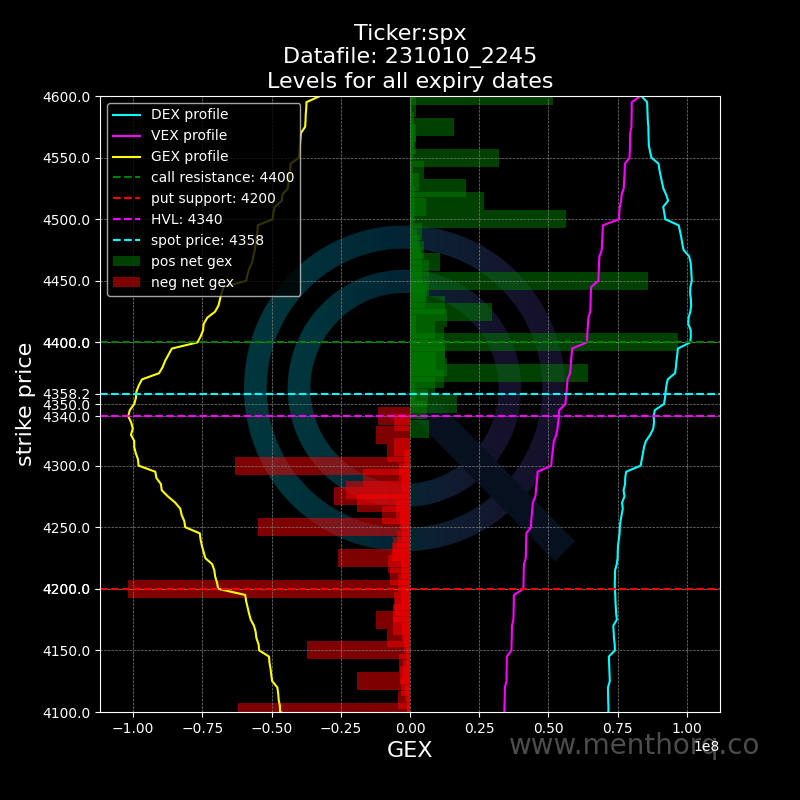 Ticker:spx
Datafile: 231010_2245
Levels for all expiry dates
DEX profile
VEX profile
GEX profile
call resistance: 4400
put support: 4200
HVL: 4340
spot price: 4358
pos net gex
neg net gex
strike price
4600.0
4550.0
4500.0
4450.0
4400.0
4358.2
4350.0
4340.0
4300.0
4250.0
4200.0
4150.0
4100.0
−1.00 −0.75 −0.50 −0.25 0.00 0.25 0.50 0.75 1.00
1e8
GEX
www.menthorq.co